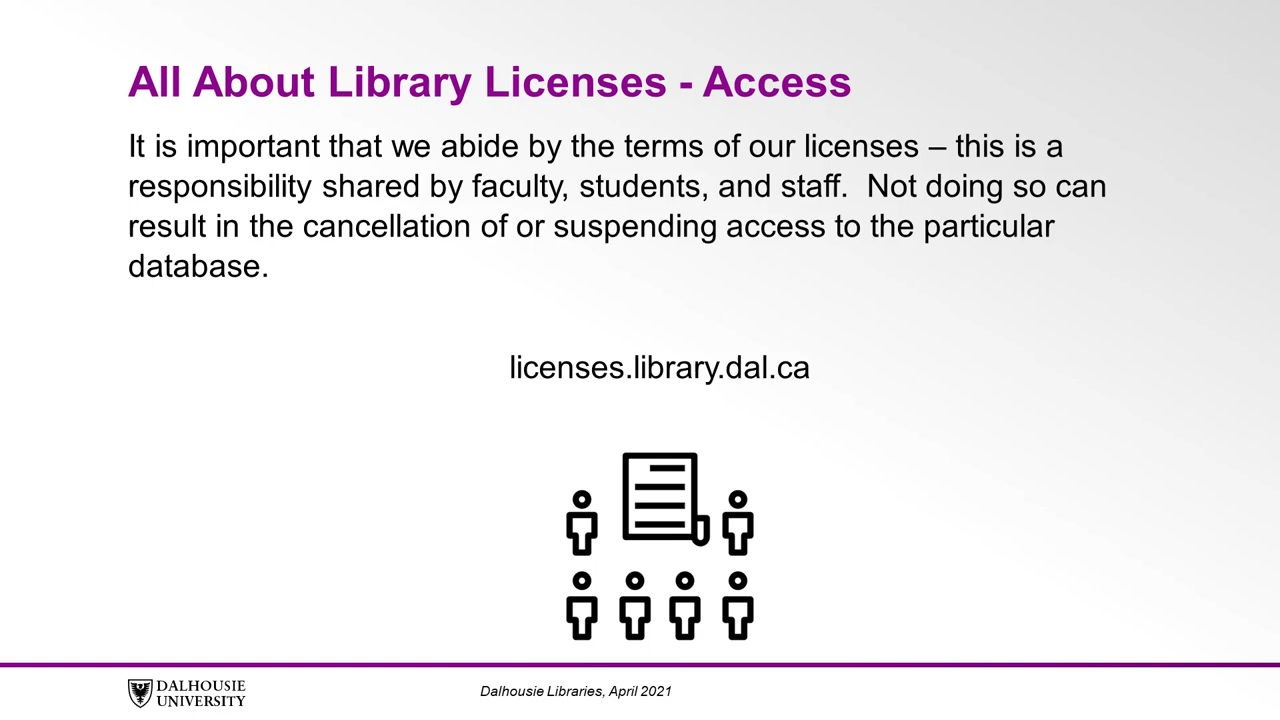 All About Library Licenses - Access
It is important that we abide by the terms of our licenses – this is a
responsibility shared by faculty, students, and staff.  Not doing so can
result in the cancellation of or suspending access to the particular
database.
licenses.library.dal.ca
DALHOUSIE
UNIVERSITY
Dalhousie Libraries, April 2021